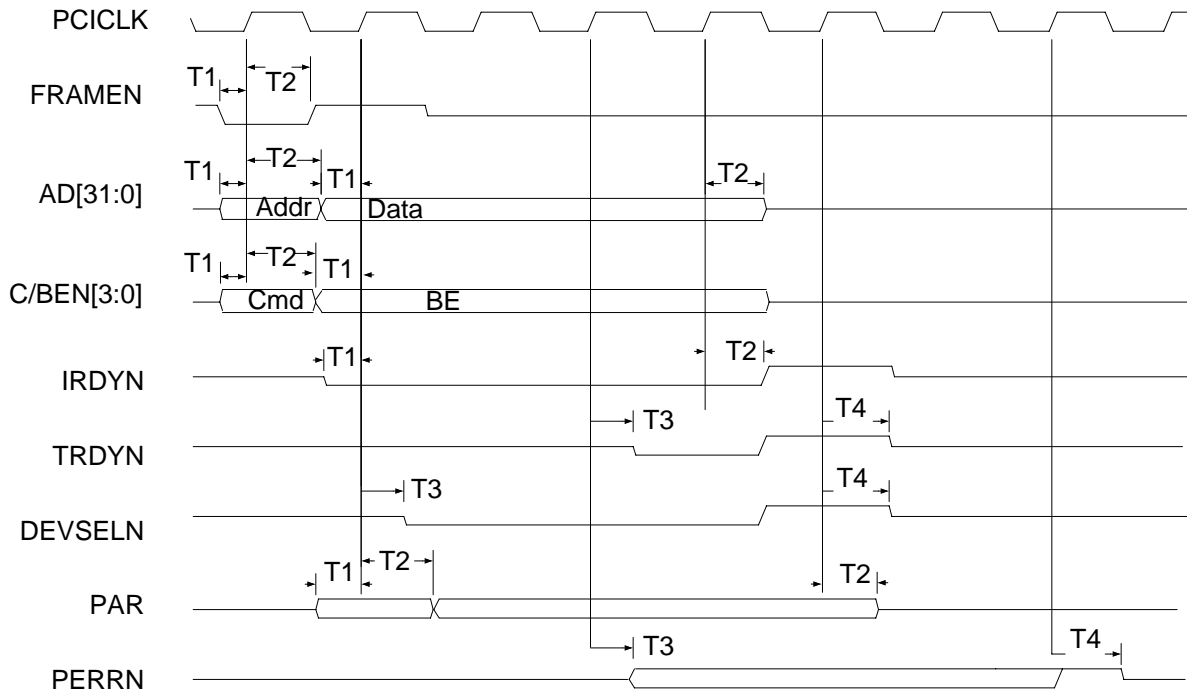 PCICLK
T1 T2
FRAMEN
T2
T1 T1 T2
AD[31:0]
Addr Data
T1 T2 T1
C/BEN[3:0]
Cmd BE
T1 T2
IRDYN
T3 T4
TRDYN
T3 T4
DEVSELN
T1 T2 T2
PAR
T3 T4
PERRN